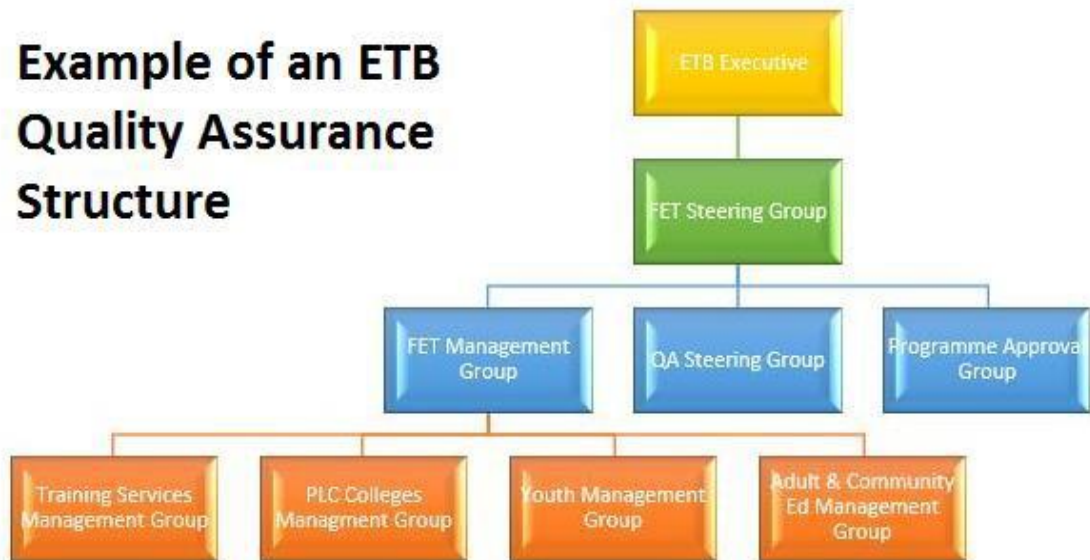 Example of an ETB
Quality Assurance
Structure
ETB Executive
FET Steering Group
FET Management
Group
QA Steering Group
Programme Approval
Group
Training Services
Management Group
PLC Colleges
Managment Group
Youth Management
Group
Adult & Community
Ed Management
Group